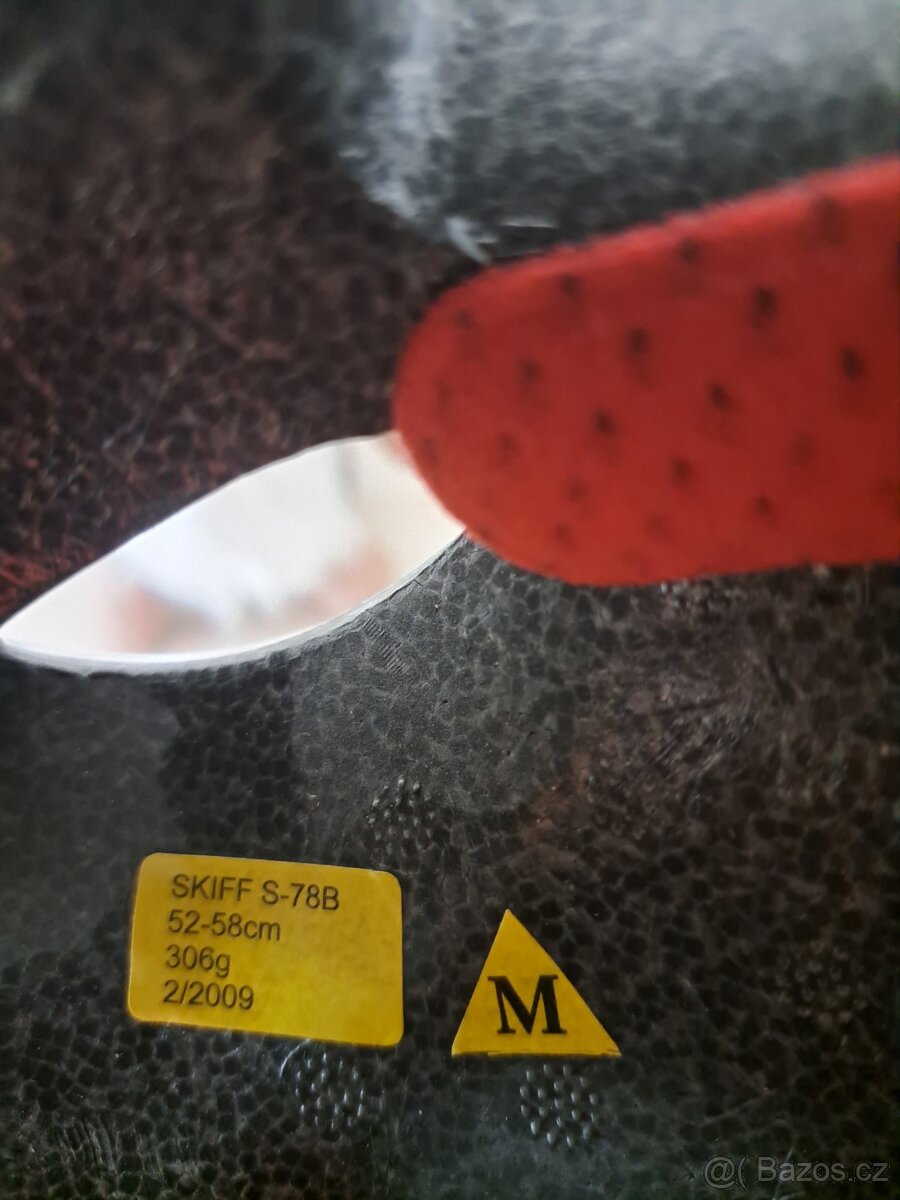 SKIFF S-78B
52-58cm
306g
2/2009
M
@( Bazos.cz